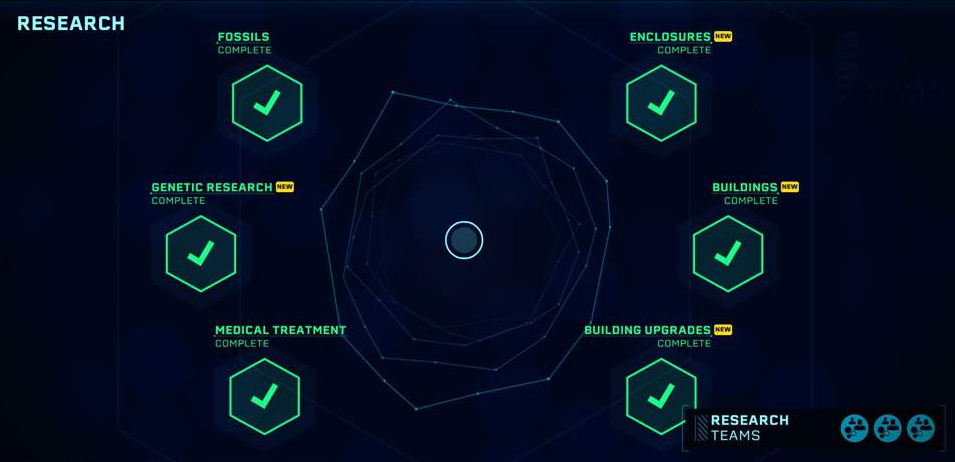 RESEARCH
FOSSILS
COMPLETE
ENCLOSURES NEW
COMPLETE
GENETIC RESEARCH NEW
COMPLETE
BUILDINGS NEW
COMPLETE
MEDICAL TREATMENT
COMPLETE
BUILDING UPGRADES NEW
COMPLETE
RESEARCH
TEAMS